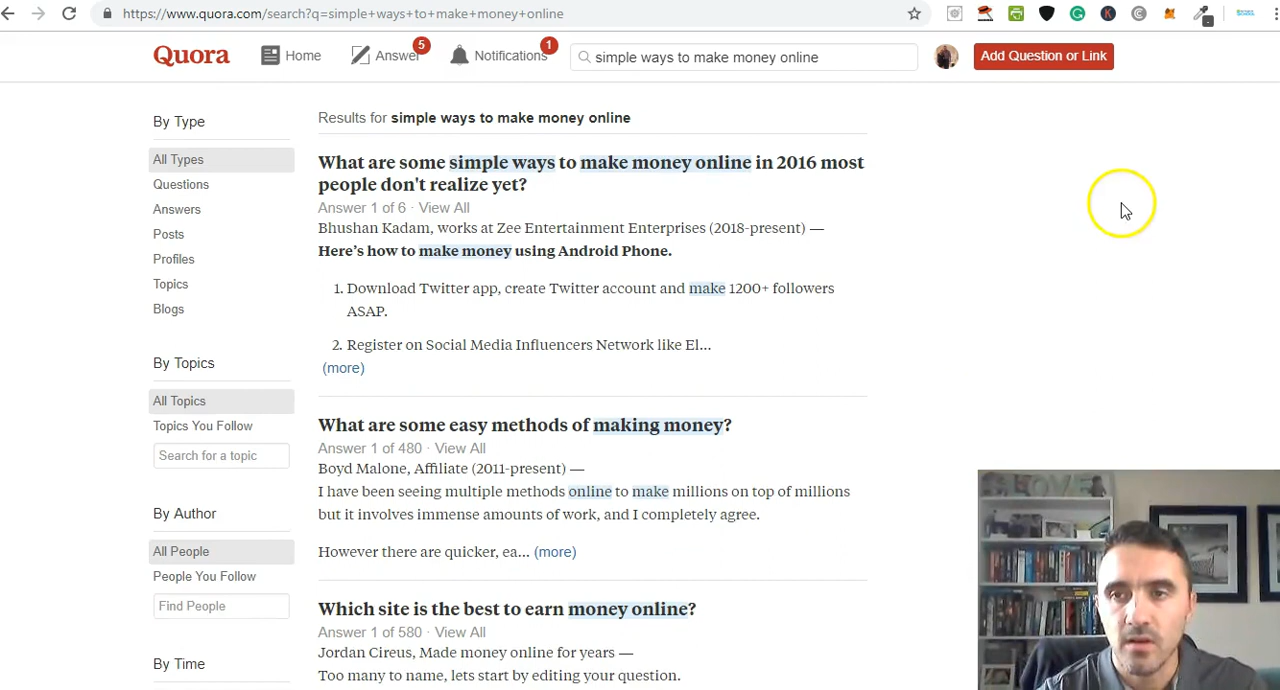 https://www.quora.com/search?q=simple+ways+to+make+money+online
Quora
Home
Answer
5
Notifications
1
simple ways to make money online
Add Question or Link
By Type
All Types
Questions
Answers
Posts
Profiles
Topics
Blogs
By Topics
All Topics
Topics You Follow
Search for a topic
By Author
All People
People You Follow
Find People
By Time
Results for simple ways to make money online
What are some simple ways to make money online in 2016 most
people don't realize yet?
Answer 1 of 6 · View All
Bhushan Kadam, works at Zee Entertainment Enterprises (2018-present) —
Here's how to make money using Android Phone.
1. Download Twitter app, create Twitter account and make 1200+ followers
ASAP.
2. Register on Social Media Influencers Network like El...
(more)
What are some easy methods of making money?
Answer 1 of 480 · View All
Boyd Malone, Affiliate (2011-present) —
I have been seeing multiple methods online to make millions on top of millions
but it involves immense amounts of work, and I completely agree.
However there are quicker, ea... (more)
Which site is the best to earn money online?
Answer 1 of 580 · View All
Jordan Cireus, Made money online for years —
Too many to name, lets start by editing your question.